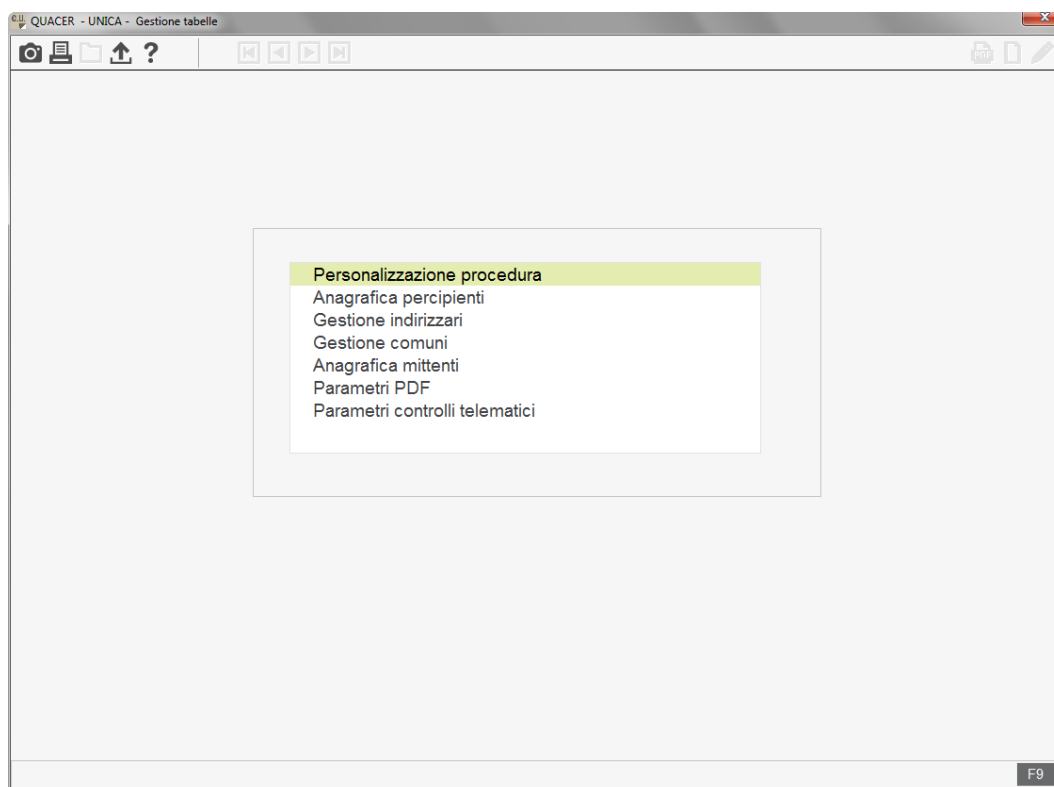 QUACER - UNICA - Gestione tabelle
Personalizzazione procedura
Anagrafica percipienti
Gestione indirizzari
Gestione comuni
Anagrafica mittenti
Parametri PDF
Parametri controlli telematici
F9